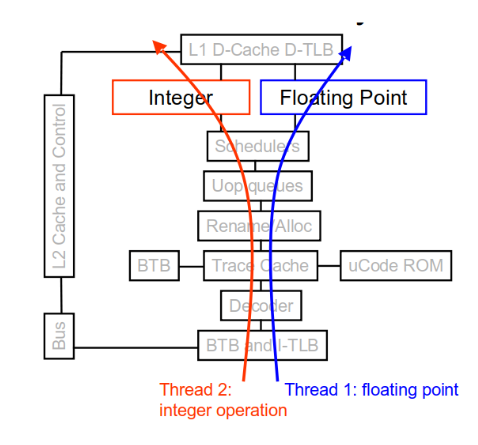 L1 D-Cache D-TLB
Integer
Floating Point
Schedulers
Uop queues
Rename/Alloc
BTB
Trace Cache
uCode ROM
Decoder
BTB and I-TLB
L2 Cache and Control
Bus
Thread 2:
integer operation
Thread 1: floating point